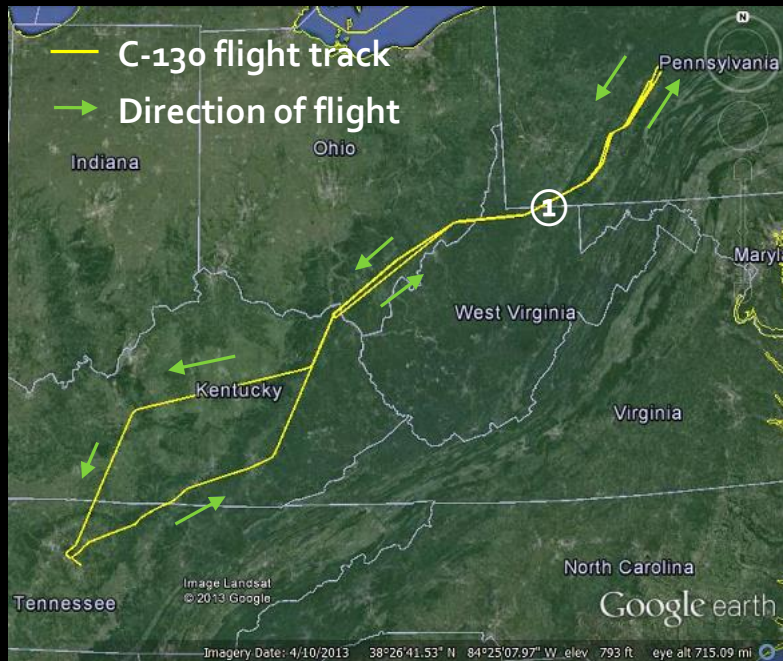 C-130 flight track
Direction of flight
N
Pennsylvania
Ohio
Indiana
①
Maryla
West Virginia
Kentucky
Virginia
North Carolina
Image Landsat
© 2013 Google
Tennessee
Google earth
Imagery Date: 4/10/2013 38°26'41.53" N 84°25'07.97" W elev 793 ft eye alt 715.09 mi